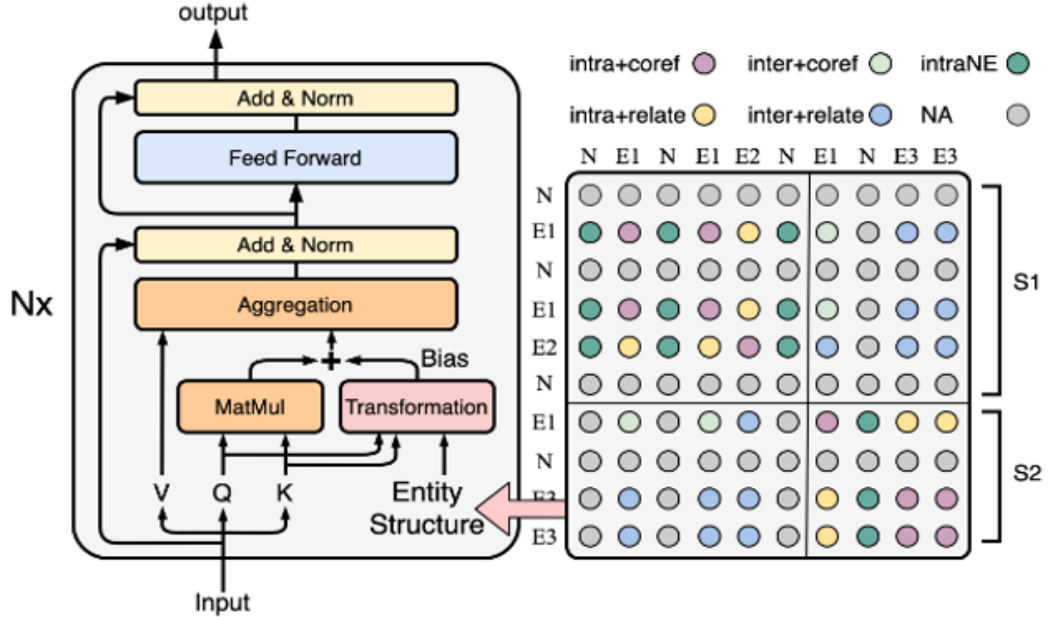 output
Add & Norm
Feed Forward
Add & Norm
Nx
Aggregation
+
Bias
MatMul
Transformation
V
Q
K
Entity
Structure
Input
intra+coref
inter+coref
intraNE
intra+relate
inter+relate
NA
N E1 N E1 E2 N E1 N E3 E3
N
E1
N
E1
E2
N
E1
N
E3
E3
S1
S2